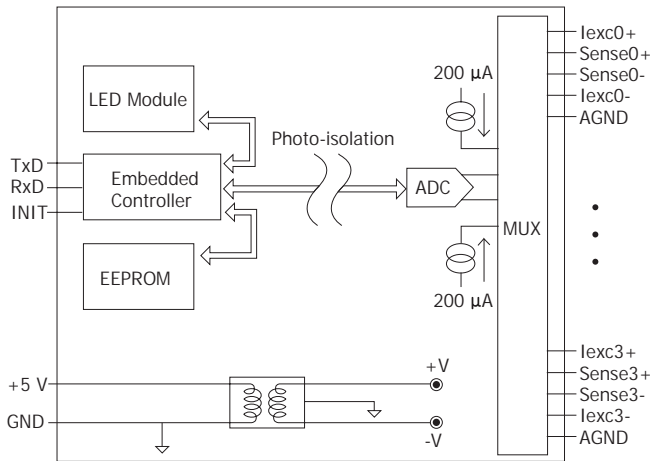 Iexc0+
Sense0+
Sense0-
Iexc0-
AGND
200 µA
LED Module
Photo-isolation
TxD
RxD
INIT
Embedded
Controller
ADC
MUX
EEPROM
200 µA
Iexc3+
Sense3+
Sense3-
Iexc3-
AGND
+5 V
GND
+V
-V